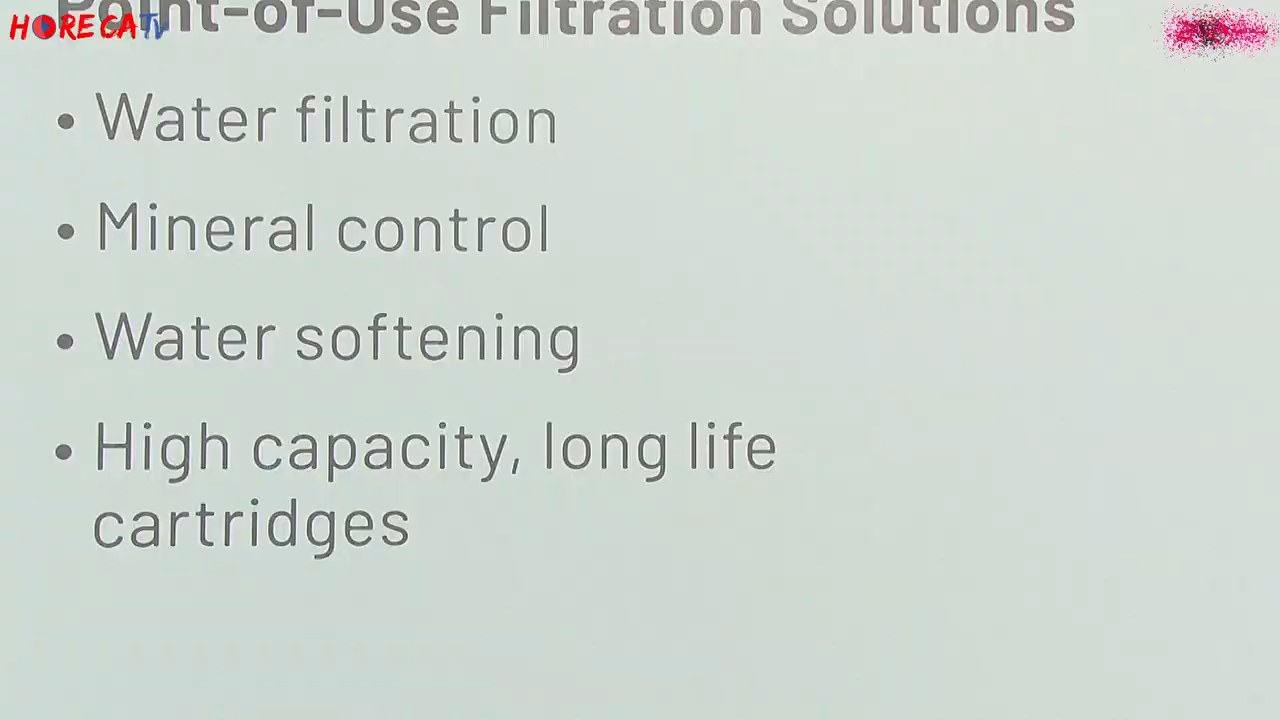 HORECATV
Point-of-Use Filtration Solutions
• Water filtration
• Mineral control
• Water softening
• High capacity, long life
cartridges